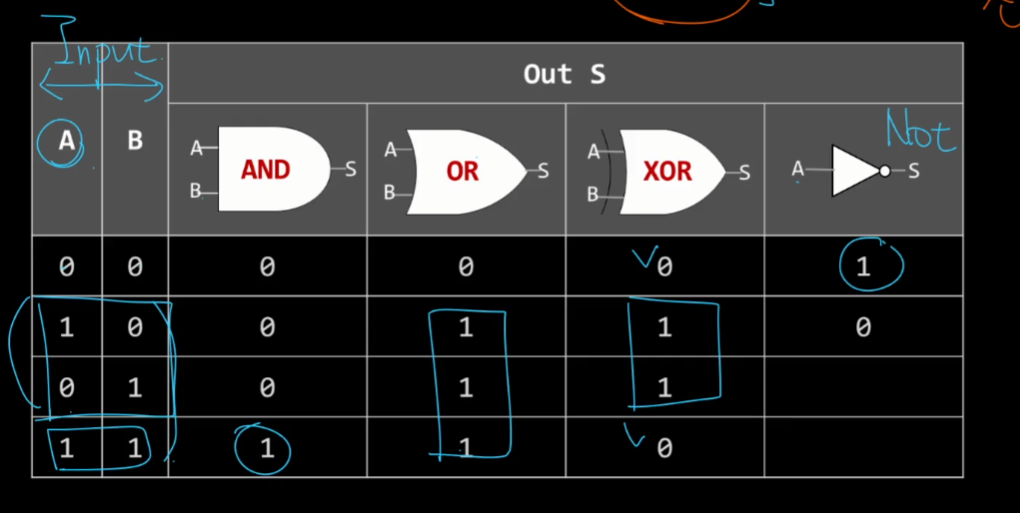 Input
Out S
A B
Not
A B AND S
A B OR S
A B XOR S
A S
0 0 0 0 0 1
1 0 0 1 1 0
0 1 0 1 1
1 1 1 1 0